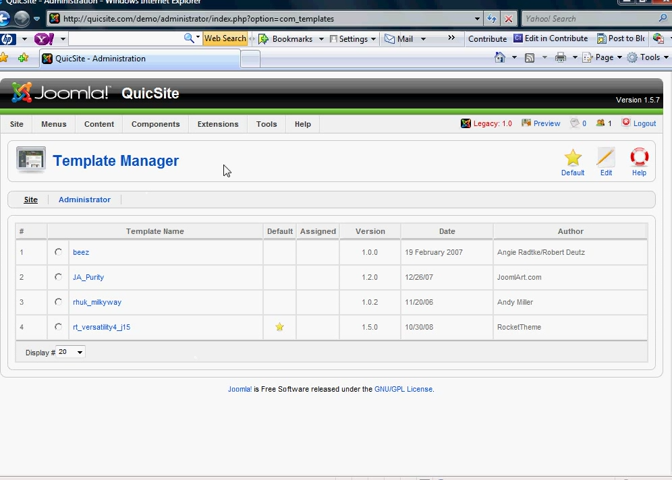 QuicSite - Administration - Windows Internet Explorer
http://quicsite.com/demo/administrator/index.php?option=com_templates
Yahoo! Search
hp Y! Web Search Bookmarks Settings Mail >> Contribute Edit in Contribute Post to Blo
QuicSite - Administration
Page Tools
Joomla! QuicSite
Version 1.5.7
Site Menus Content Components Extensions Tools Help Legacy: 1.0 Preview 0 1 Logout
Template Manager
Default Edit Help
Site Administrator
# Template Name Default Assigned Version Date Author
1 beez 1.0.0 19 February 2007 Angie Radtke/Robert Deutz
2 JA_Purity 1.2.0 12/26/07 JoomlArt.com
3 rhuk_milkyway 1.0.2 11/20/06 Andy Miller
4 rt_versatility4_j15 1.5.0 10/30/08 RocketTheme
Display # 20
Joomla! is Free Software released under the GNU/GPL License.